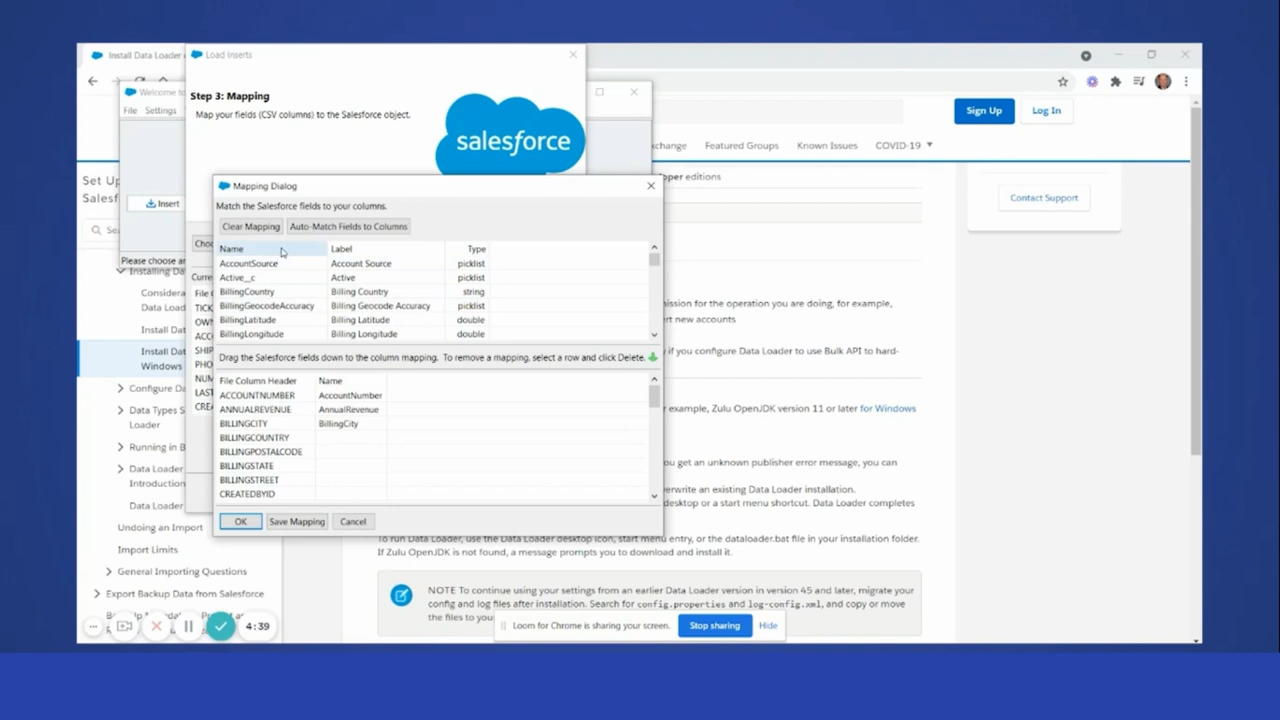 Install Data Loader
Load Inserts
Welcome to
File Settings
Step 3: Mapping
Map your fields (CSV columns) to the Salesforce object.
salesforce
Sign Up
Log In
Featured Groups
Known Issues
COVID-19
Set Up
editions
Contact Support
Insert
Mapping Dialog
Match the Salesforce fields to your columns.
Clear Mapping
Auto-Match Fields to Columns
Name Label Type
AccountSource Account Source picklist
Active__c Active picklist
BillingCountry Billing Country string
BillingGeocodeAccuracy Billing Geocode Accuracy picklist
BillingLatitude Billing Latitude double
BillingLongitude Billing Longitude double
Drag the Salesforce fields down to the column mapping. To remove a mapping, select a row and click Delete.
File Column Header Name
ACCOUNTNUMBER AccountNumber
ANNUALREVENUE AnnualRevenue
BILLINGCITY BillingCity
BILLINGCOUNTRY
BILLINGPOSTALCODE
BILLINGSTATE
BILLINGSTREET
CREATEDBYID
OK
Save Mapping
Cancel
Please choose
Installing Data
Data Load
Install Dat
Install Dat
Windows
Configure Da
Data Types S
Loader
Running in B
Data Loader
Introduction
Data Loader
Undoing an Import
Import Limits
General Importing Questions
Export Backup Data from Salesforce
mission for the operation you are doing, for example,
rt new accounts
if you configure Data Loader to use Bulk API to hard-
example, Zulu OpenJDK version 11 or later for Windows
you get an unknown publisher error message, you can
overwrite an existing Data Loader installation.
desktop or a start menu shortcut. Data Loader completes
To run Data Loader, use the Data Loader desktop icon, start menu entry, or the dataloader.bat file in your installation folder.
If Zulu OpenJDK is not found, a message prompts you to download and install it.
NOTE To continue using your settings from an earlier Data Loader version in version 45 and later, migrate your
config and log files after installation. Search for config.properties and log-config.xml, and copy or move
the files to
Loom for Chrome is sharing your screen.
Stop sharing
Hide
4:39